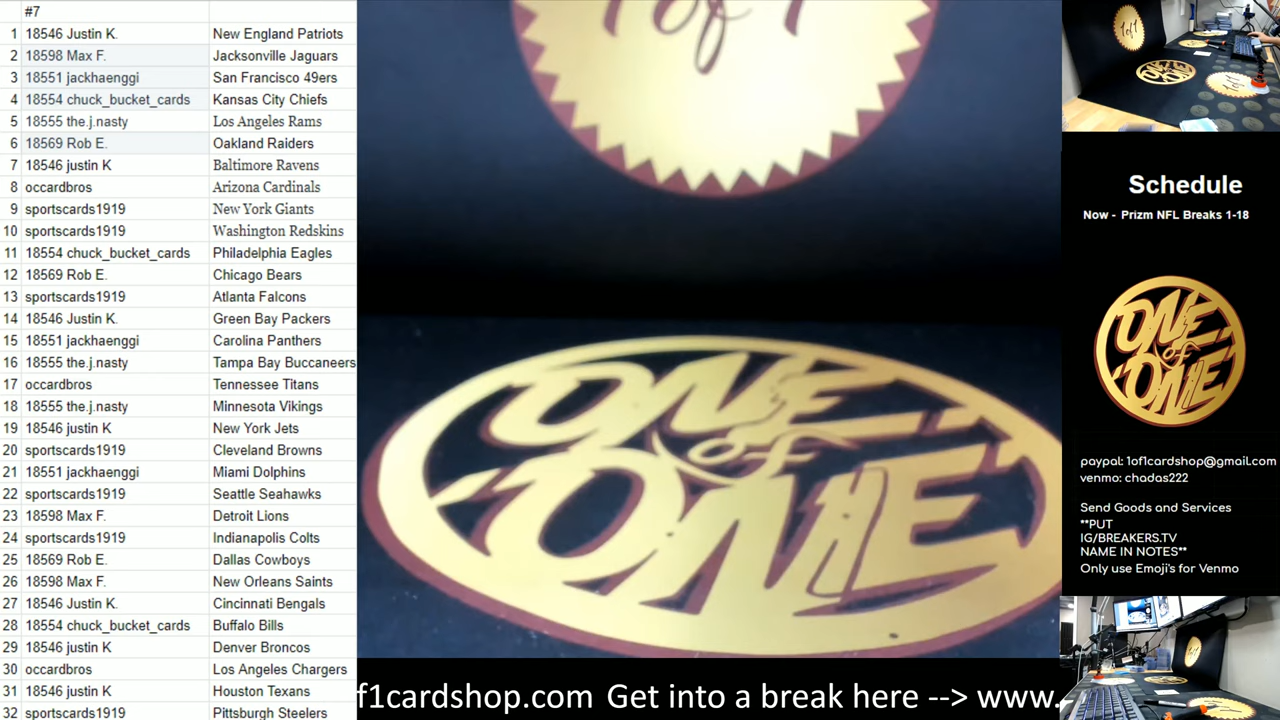 #7
1 18546 Justin K. New England Patriots
2 18598 Max F. Jacksonville Jaguars
3 18551 jackhaenggi San Francisco 49ers
4 18554 chuck_bucket_cards Kansas City Chiefs
5 18555 the.j.nasty Los Angeles Rams
6 18569 Rob E. Oakland Raiders
7 18546 justin K Baltimore Ravens
8 occardbros Arizona Cardinals
9 sportscards1919 New York Giants
10 sportscards1919 Washington Redskins
11 18554 chuck_bucket_cards Philadelphia Eagles
12 18569 Rob E. Chicago Bears
13 sportscards1919 Atlanta Falcons
14 18546 Justin K. Green Bay Packers
15 18551 jackhaenggi Carolina Panthers
16 18555 the.j.nasty Tampa Bay Buccaneers
17 occardbros Tennessee Titans
18 18555 the.j.nasty Minnesota Vikings
19 18546 justin K New York Jets
20 sportscards1919 Cleveland Browns
21 18551 jackhaenggi Miami Dolphins
22 sportscards1919 Seattle Seahawks
23 18598 Max F. Detroit Lions
24 sportscards1919 Indianapolis Colts
25 18569 Rob E. Dallas Cowboys
26 18598 Max F. New Orleans Saints
27 18546 Justin K. Cincinnati Bengals
28 18554 chuck_bucket_cards Buffalo Bills
29 18546 justin K Denver Broncos
30 occardbros Los Angeles Chargers
31 18546 justin K Houston Texans
32 sportscards1919 Pittsburgh Steelers
1of1
ONE
of
ONE
f1cardshop.com Get into a break here --> www.
1of1
Schedule
Now - Prizm NFL Breaks 1-18
ONE
of
ONE
paypal: 1of1cardshop@gmail.com
venmo: chadas222
Send Goods and Services
**PUT
IG/BREAKERS.TV
NAME IN NOTES**
Only use Emoji's for Venmo